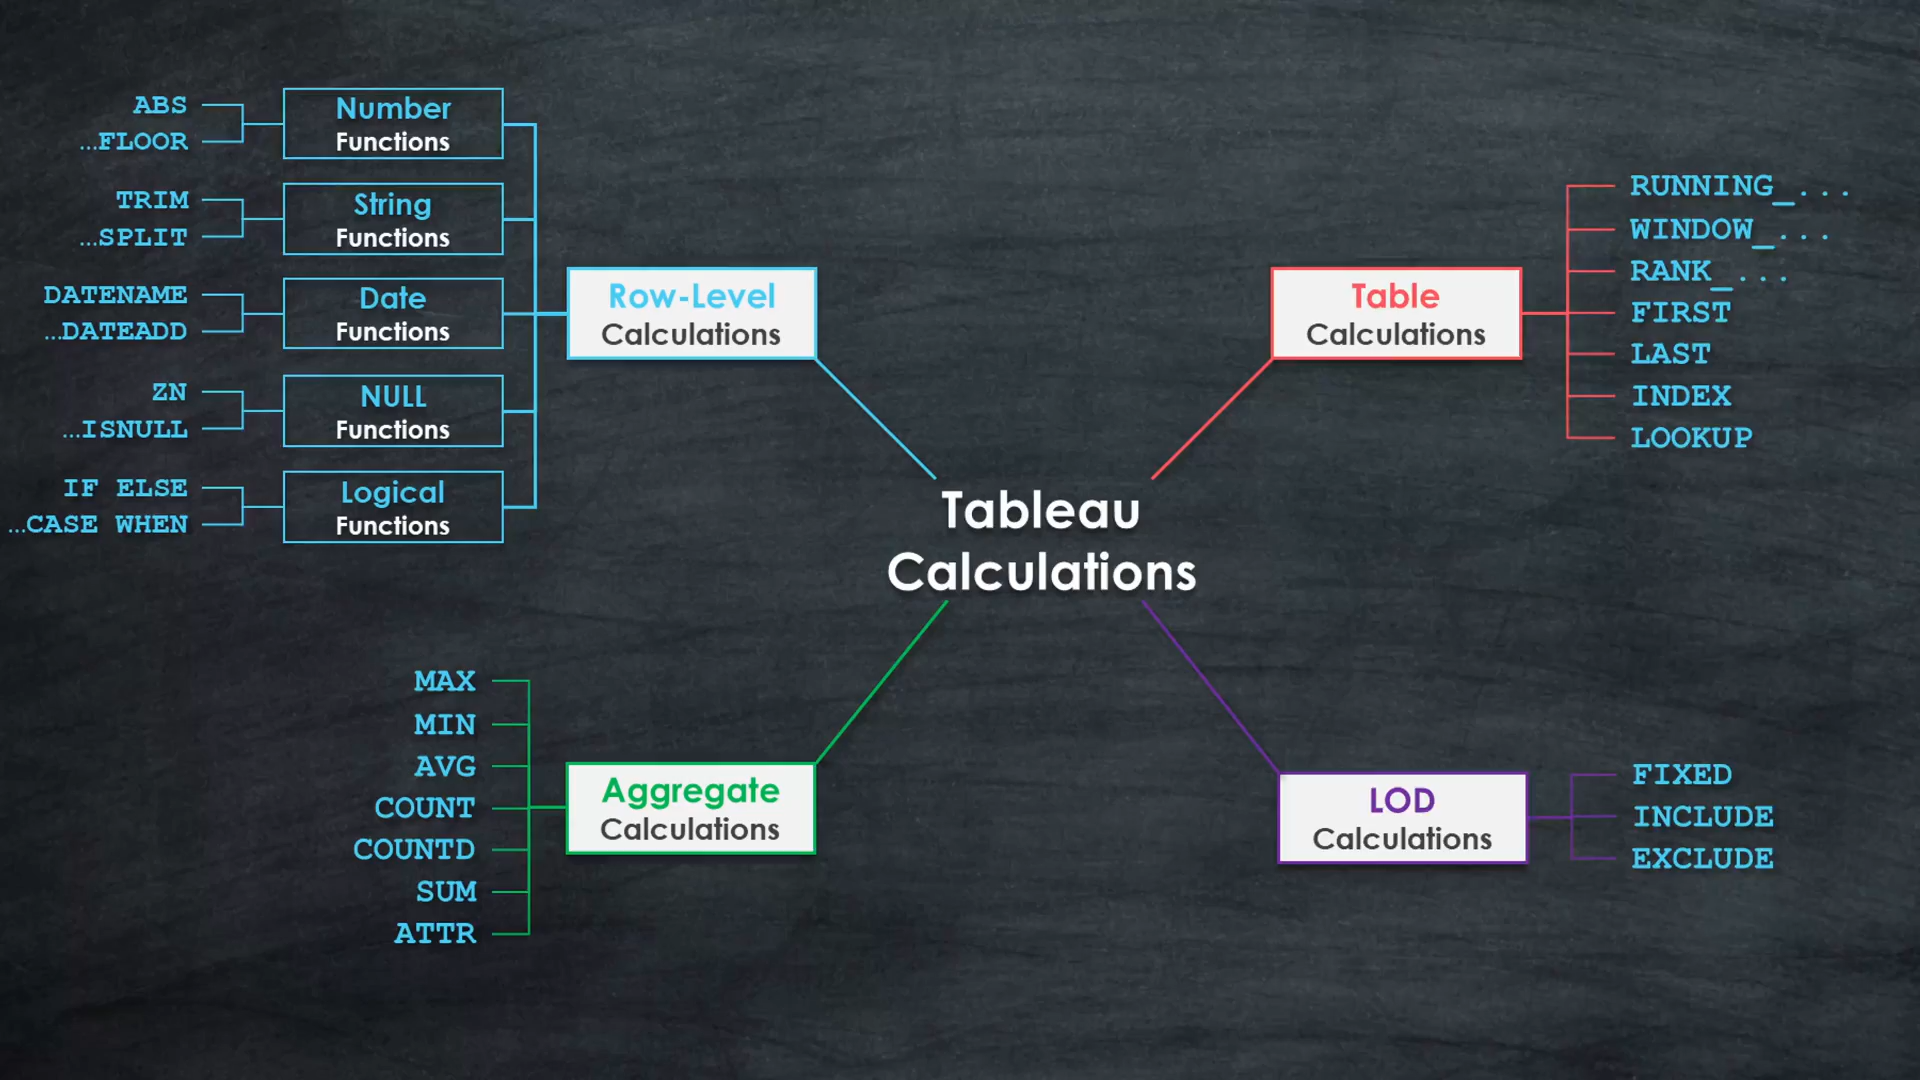 ABS
...FLOOR
Number
Functions
TRIM
...SPLIT
String
Functions
DATENAME
...DATEADD
Date
Functions
ZN
...ISNULL
NULL
Functions
IF ELSE
...CASE WHEN
Logical
Functions
Row-Level
Calculations
Table
Calculations
RUNNING_...
WINDOW_...
RANK_...
FIRST
LAST
INDEX
LOOKUP
Tableau
Calculations
MAX
MIN
AVG
COUNT
COUNTD
SUM
ATTR
Aggregate
Calculations
LOD
Calculations
FIXED
INCLUDE
EXCLUDE